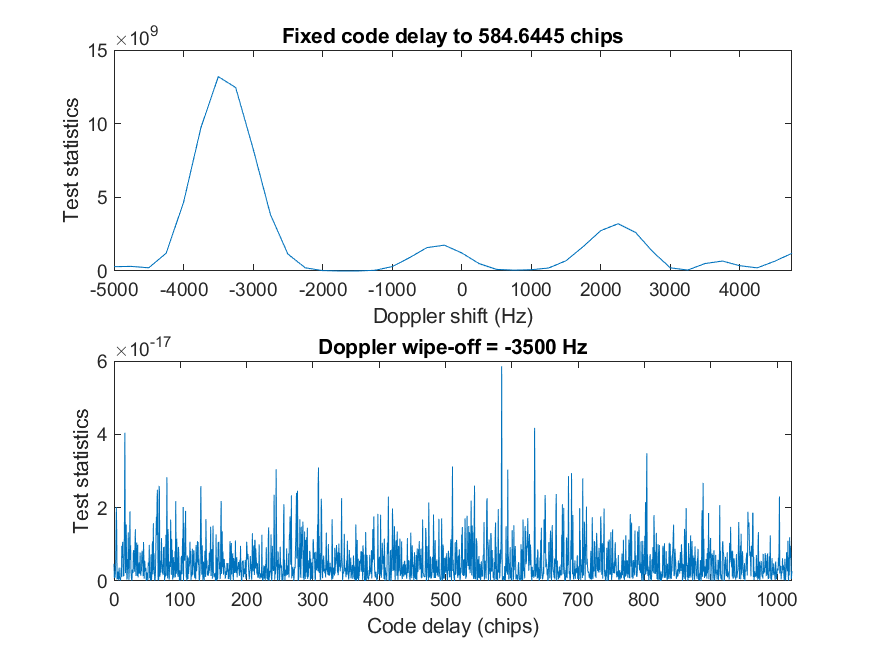 Fixed code delay to 584.6445 chips
×10^9
15
10
5
0
Test statistics
-5000 -4000 -3000 -2000 -1000 0 1000 2000 3000 4000
Doppler shift (Hz)
Doppler wipe-off = -3500 Hz
×10^-17
6
4
2
0
Test statistics
0 100 200 300 400 500 600 700 800 900 1000
Code delay (chips)